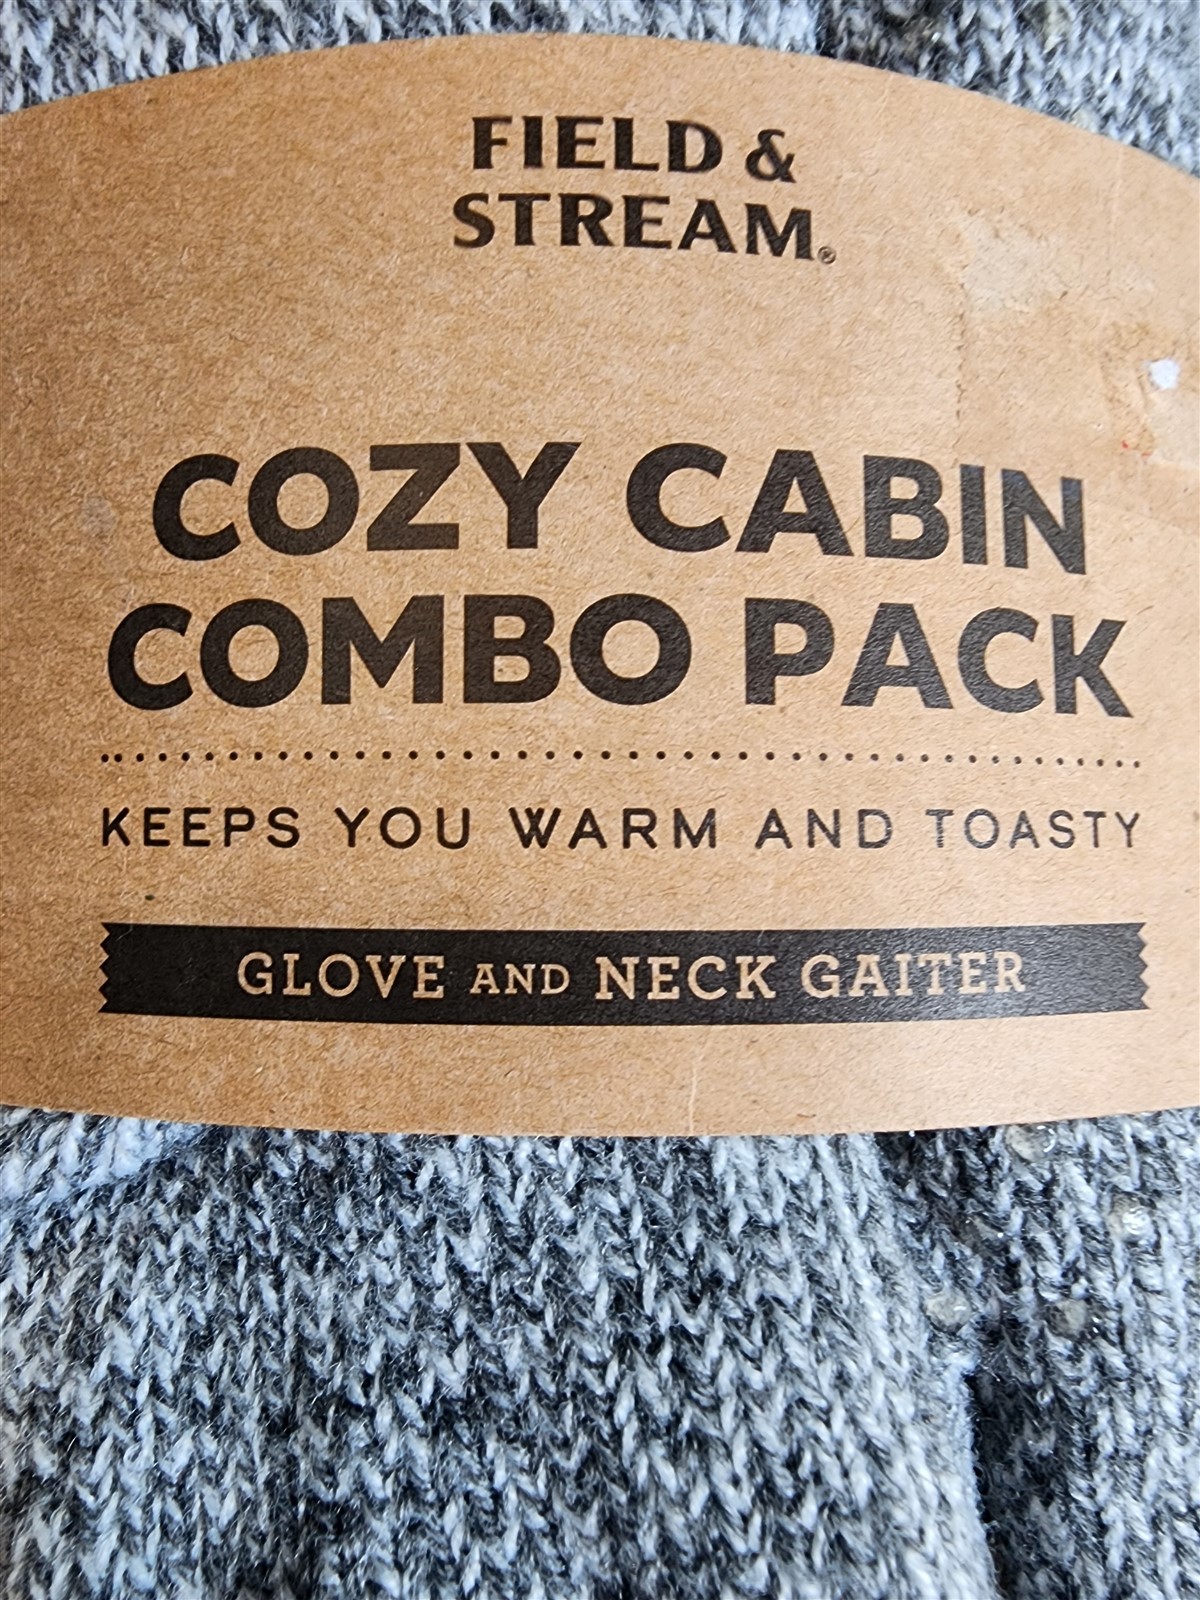 FIELD &
STREAM®
COZY CABIN
COMBO PACK
KEEPS YOU WARM AND TOASTY
GLOVE AND NECK GAITER